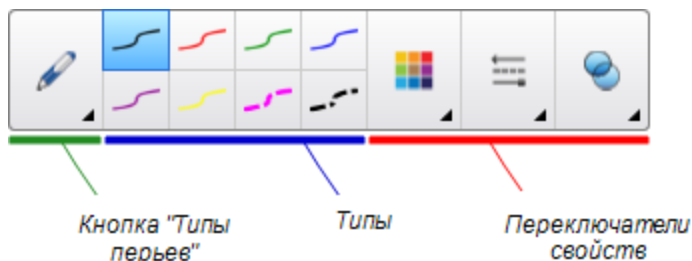 Кнопка "Типы
перьев"
Типы
Переключатели
свойств